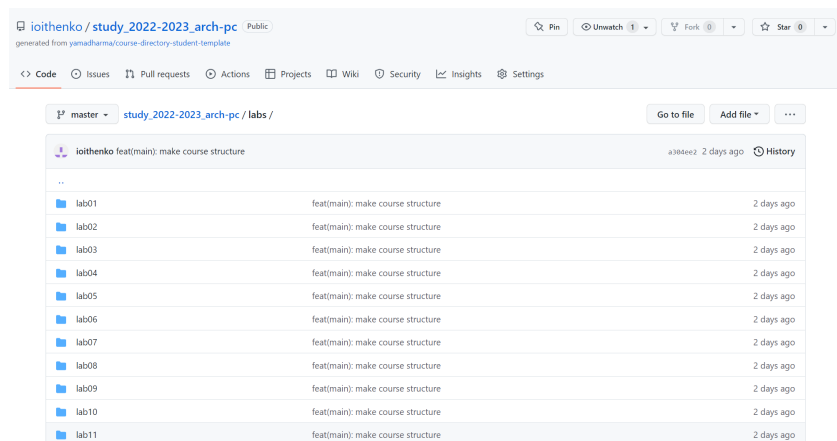 ioithenko / study_2022-2023_arch-pc Public Pin Unwatch 1 Fork 0 Star 0
generated from yamadharma/course-directory-student-template
Code Issues Pull requests Actions Projects Wiki Security Insights Settings
master study_2022-2023_arch-pc / labs / Go to file Add file ...
ioithenko feat(main): make course structure a304ee2 2 days ago History
..
lab01 feat(main): make course structure 2 days ago
lab02 feat(main): make course structure 2 days ago
lab03 feat(main): make course structure 2 days ago
lab04 feat(main): make course structure 2 days ago
lab05 feat(main): make course structure 2 days ago
lab06 feat(main): make course structure 2 days ago
lab07 feat(main): make course structure 2 days ago
lab08 feat(main): make course structure 2 days ago
lab09 feat(main): make course structure 2 days ago
lab10 feat(main): make course structure 2 days ago
lab11 feat(main): make course structure 2 days ago